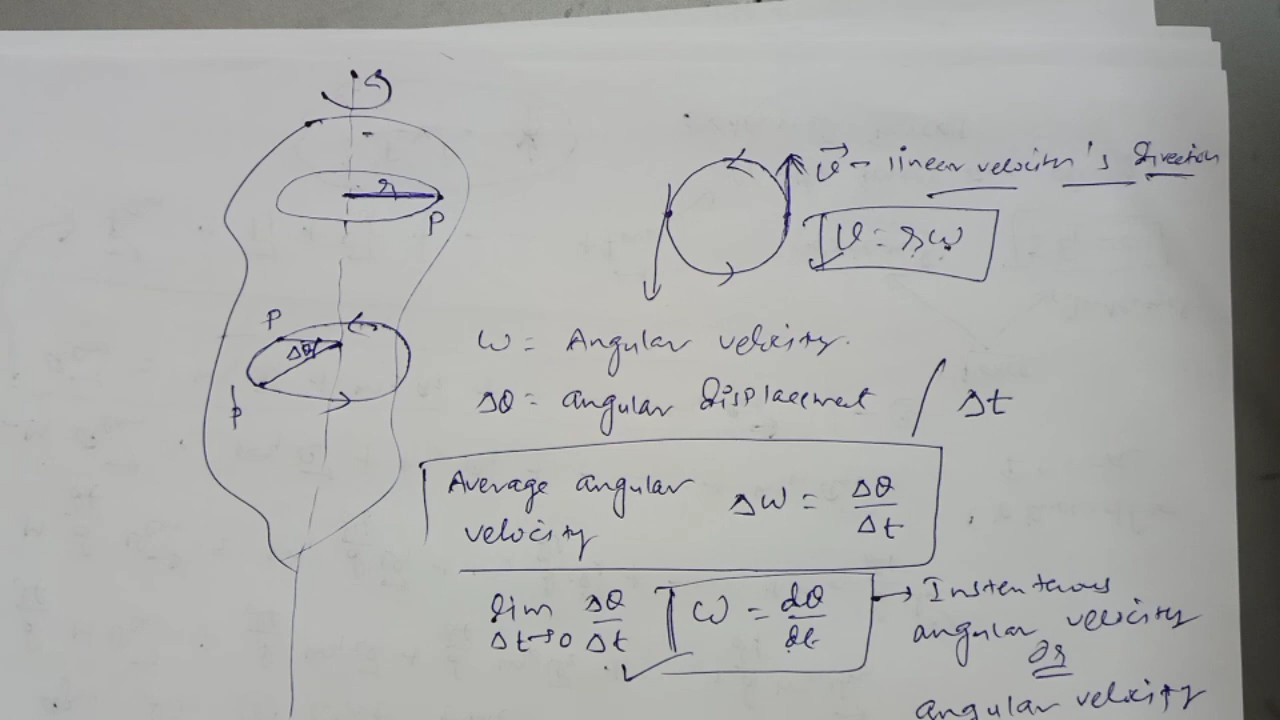 r
P
P
Δθ
p
v⃗ - linear velocity's direction
v = rω
ω = Angular velocity.
Δθ = angular displacement / Δt
Average angular
velocity Δω = Δθ/Δt
lim Δt→0 Δθ/Δt ω = dθ/dt → Instenteous
angular velocity
or
angular velocity